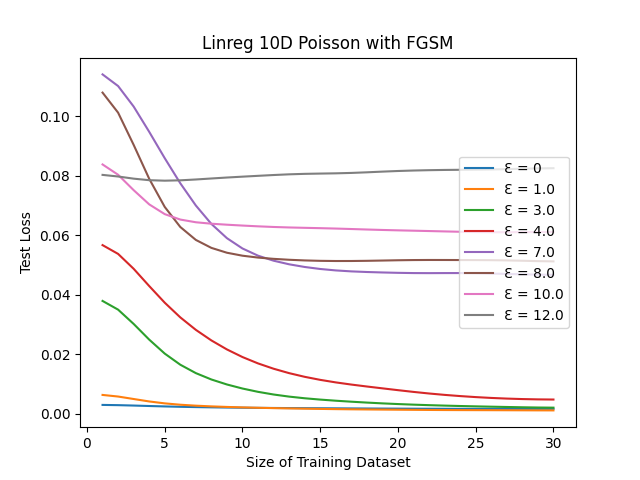 Linreg 10D Poisson with FGSM
Test Loss
0.10
0.08
0.06
0.04
0.02
0.00
Ɛ = 0
Ɛ = 1.0
Ɛ = 3.0
Ɛ = 4.0
Ɛ = 7.0
Ɛ = 8.0
Ɛ = 10.0
Ɛ = 12.0
0 5 10 15 20 25 30
Size of Training Dataset